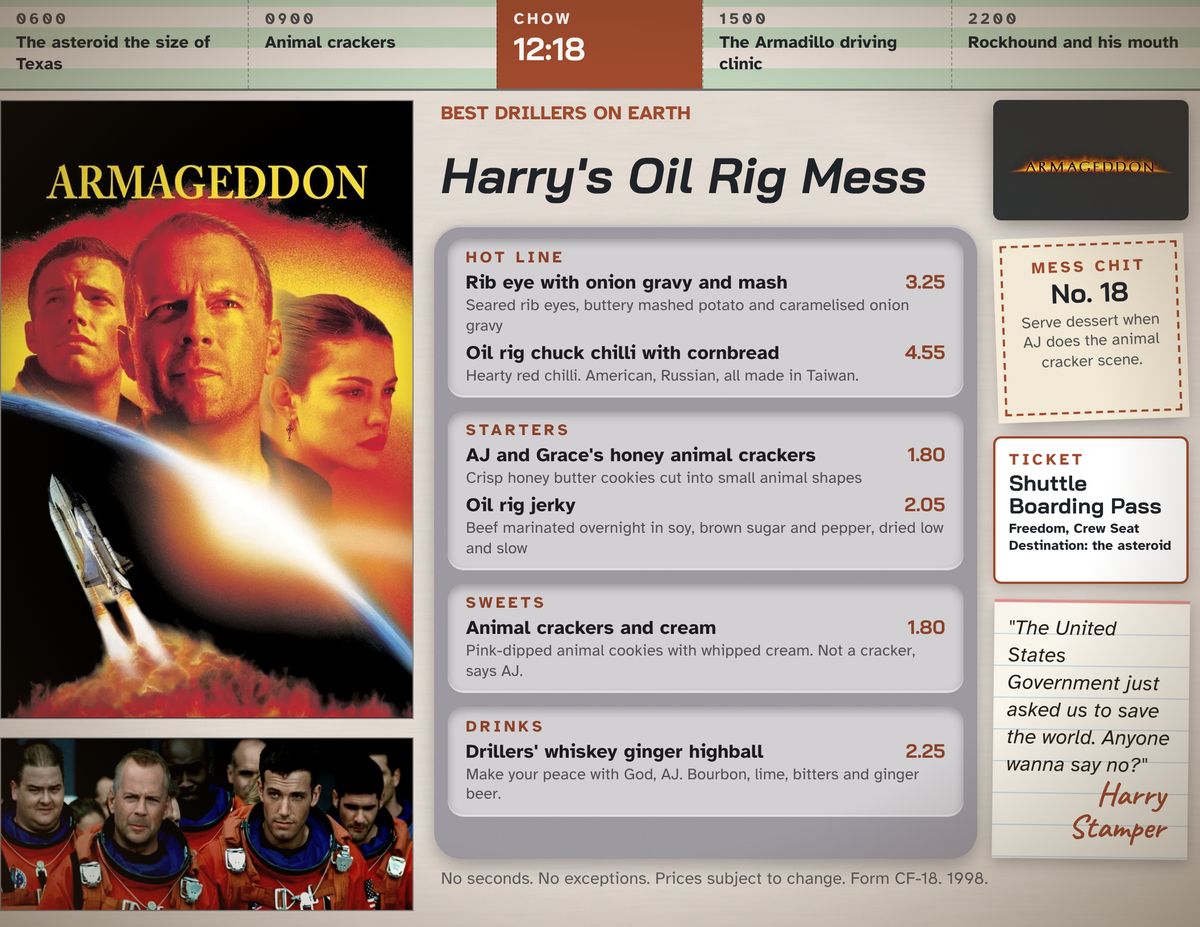 0600
The asteroid the size of
Texas
0900
Animal crackers
CHOW
12:18
1500
The Armadillo driving
clinic
2200
Rockhound and his mouth
ARMAGEDDON
BEST DRILLERS ON EARTH
Harry's Oil Rig Mess
HOT LINE
Rib eye with onion gravy and mash 3.25
Seared rib eyes, buttery mashed potato and caramelised onion
gravy
Oil rig chuck chilli with cornbread 4.55
Hearty red chilli. American, Russian, all made in Taiwan.
STARTERS
AJ and Grace's honey animal crackers 1.80
Crisp honey butter cookies cut into small animal shapes
Oil rig jerky 2.05
Beef marinated overnight in soy, brown sugar and pepper, dried low
and slow
SWEETS
Animal crackers and cream 1.80
Pink-dipped animal cookies with whipped cream. Not a cracker,
says AJ.
DRINKS
Drillers' whiskey ginger highball 2.25
Make your peace with God, AJ. Bourbon, lime, bitters and ginger
beer.
No seconds. No exceptions. Prices subject to change. Form CF-18. 1998.
ARMAGEDDON
MESS CHIT
No. 18
Serve dessert when
AJ does the animal
cracker scene.
TICKET
Shuttle
Boarding Pass
Freedom, Crew Seat
Destination: the asteroid
"The United
States
Government just
asked us to save
the world. Anyone
wanna say no?"
Harry
Stamper